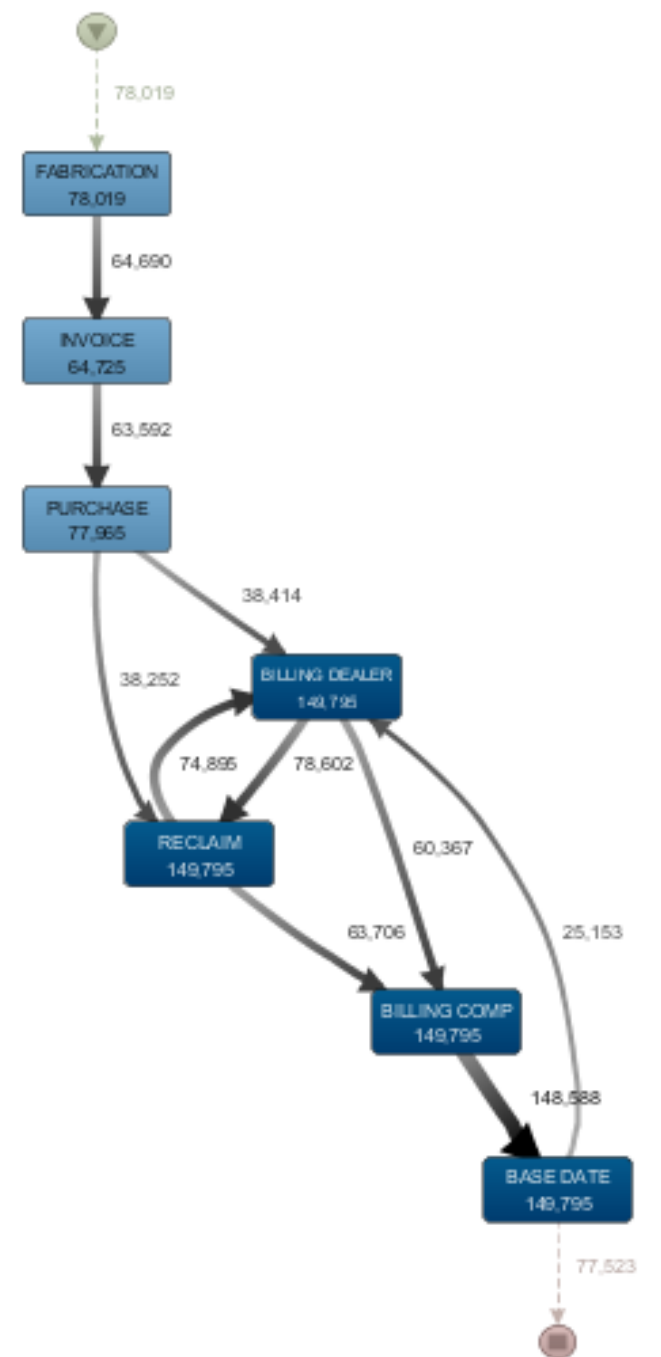 78,019
FABRICATION
78,019
64,690
INVOICE
64,725
63,592
PURCHASE
77,965
38,414
38,252
BILLING DEALER
149,795
74,895
78,602
RECLAIM
149,795
60,367
63,706
25,153
BILLING COMP
149,795
148,588
BASE DATE
149,795
77,523